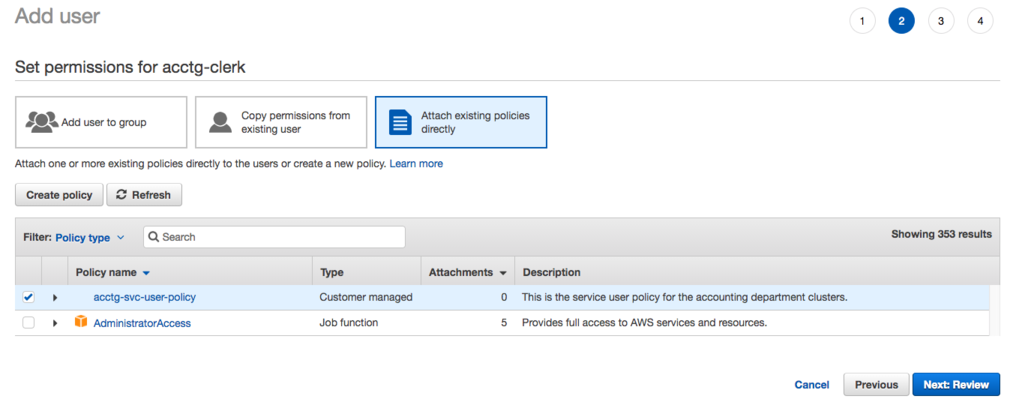 Add user
1 2 3 4
Set permissions for acctg-clerk
Add user to group
Copy permissions from
existing user
Attach existing policies
directly
Attach one or more existing policies directly to the users or create a new policy. Learn more
Create policy Refresh
Filter: Policy type Search Showing 353 results
Policy name Type Attachments Description
acctg-svc-user-policy Customer managed 0 This is the service user policy for the accounting department clusters.
AdministratorAccess Job function 5 Provides full access to AWS services and resources.
Cancel Previous Next: Review